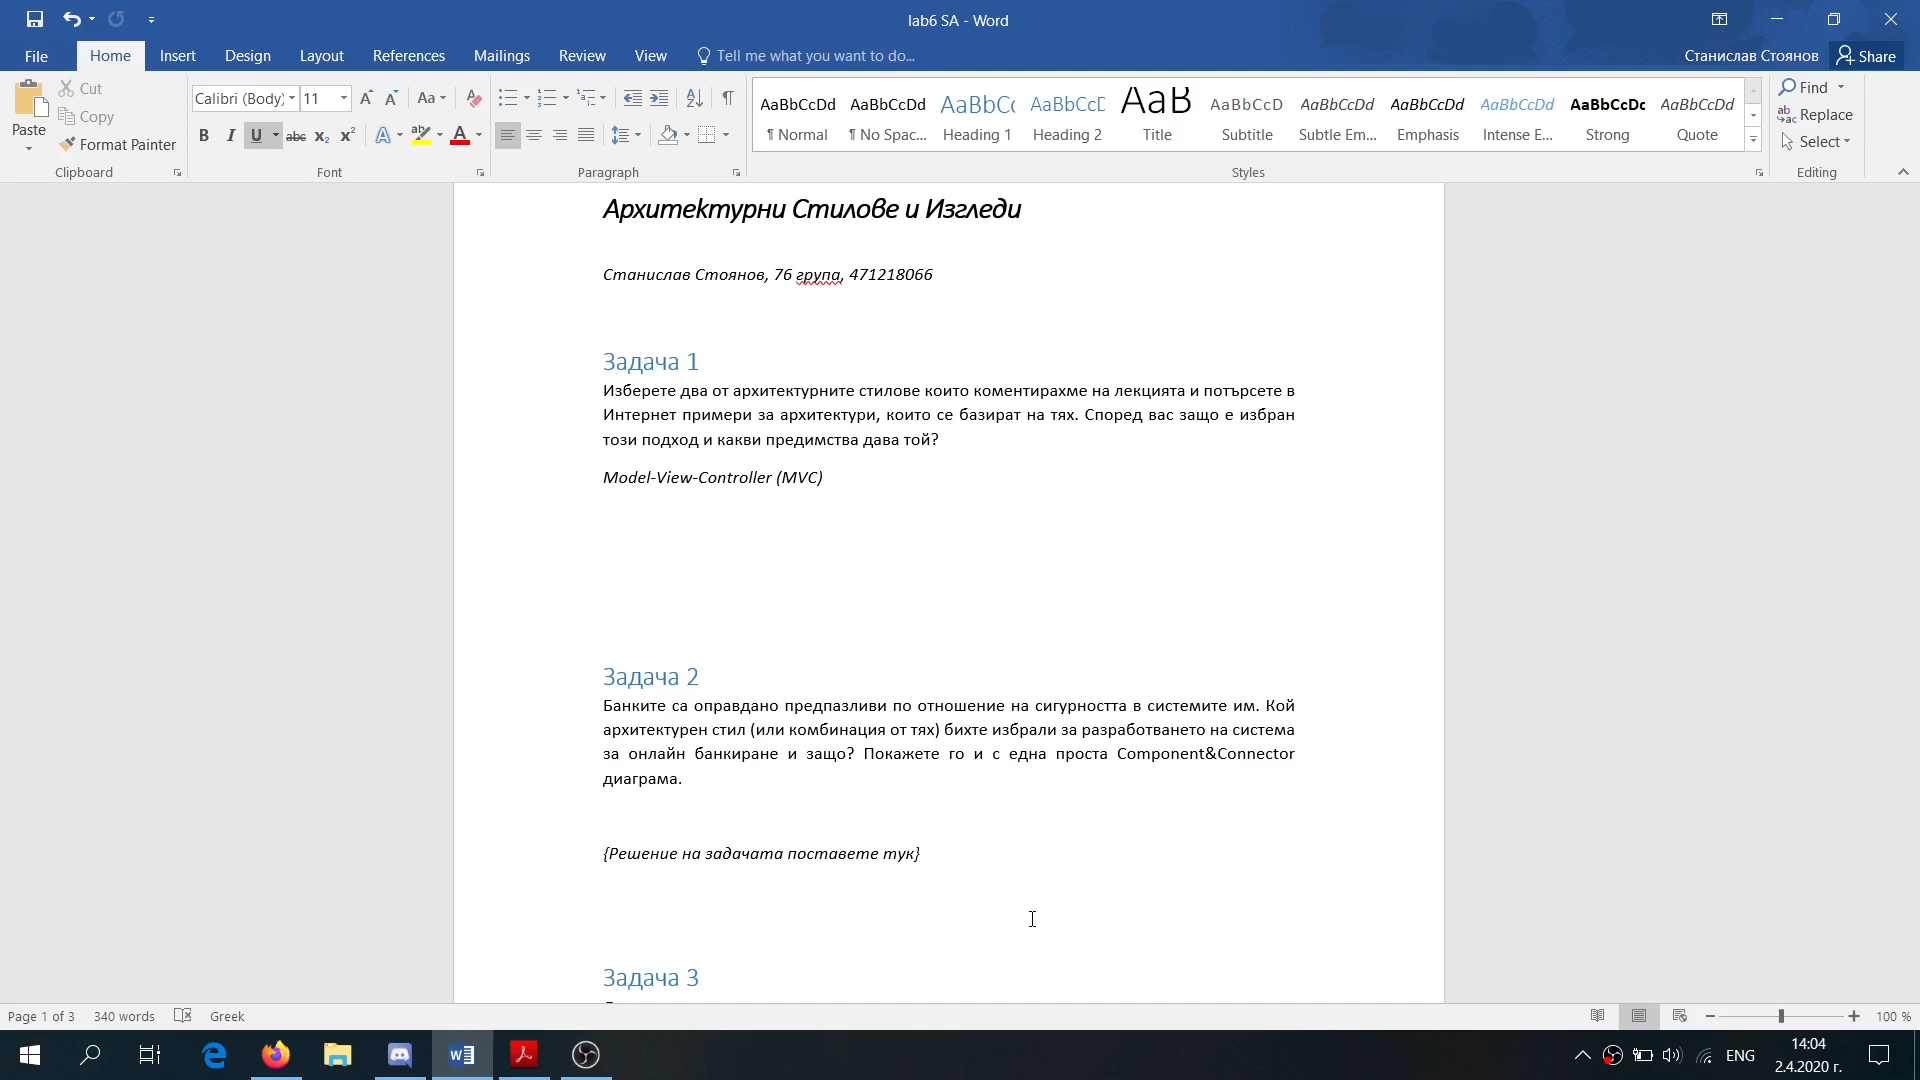 lab6 SA - Word
File Home Insert Design Layout References Mailings Review View Tell me what you want to do... Станислав Стоянов Share
Paste Cut Copy Format Painter Clipboard
Calibri (Body) 11 Aa
B I U abc x₂ x² A ab A
Font
Paragraph
AaBbCcDd AaBbCcDd AaBbCc AaBbCcD AaB AaBbCcD AaBbCcDd AaBbCcDd AaBbCcDd AaBbCcDc AaBbCcDd
¶ Normal ¶ No Spac... Heading 1 Heading 2 Title Subtitle Subtle Em... Emphasis Intense E... Strong Quote
Styles
Find
Replace
Select
Editing
Архитектурни Стилове и Изгледи
Станислав Стоянов, 76 група, 471218066
Задача 1
Изберете два от архитектурните стилове които коментирахме на лекцията и потърсете в
Интернет примери за архитектури, които се базират на тях. Според вас защо е избран
този подход и какви предимства дава той?
Model-View-Controller (MVC)
Задача 2
Банките са оправдано предпазливи по отношение на сигурността в системите им. Кой
архитектурен стил (или комбинация от тях) бихте избрали за разработването на система
за онлайн банкиране и защо? Покажете го и с една проста Component&Connector
диаграма.
{Решение на задачата поставете тук}
Задача 3
Page 1 of 3 340 words Greek 100 %
ENG
14:04
2.4.2020 г.